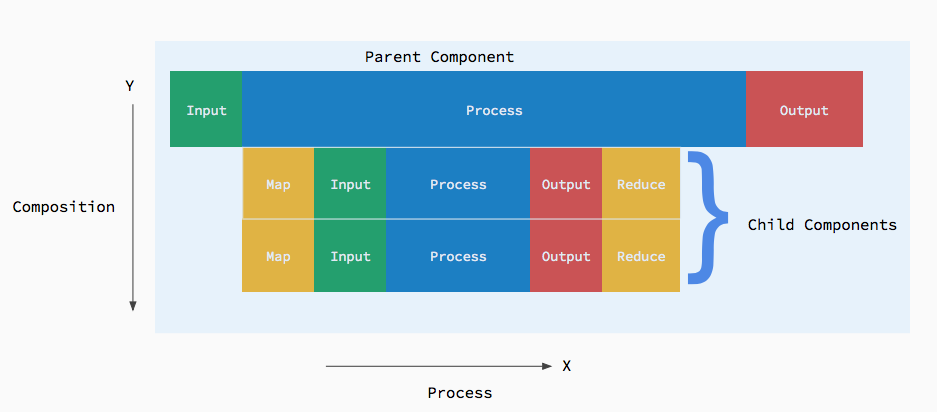 Parent Component
Y
Input Process Output
Map Input Process Output Reduce
Composition
Child Components
Map Input Process Output Reduce
X
Process